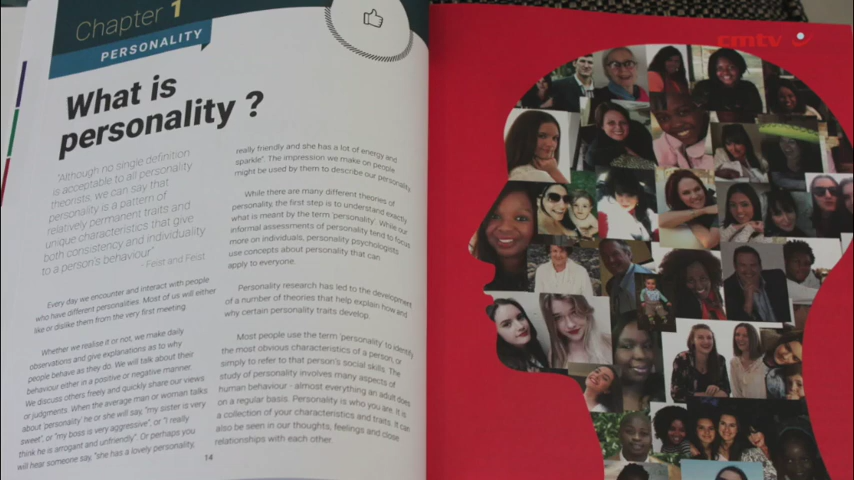 Chapter 1
PERSONALITY
What is
personality ?
"Although no single definition
is acceptable to all personality
theorists, we can say that
personality is a pattern of
relatively permanent traits and
unique characteristics that give
both consistency and individuality
to a person's behaviour"
- Feist and Feist
Every day we encounter and interact with people
who have different personalities. Most of us will either
like or dislike them from the very first meeting.
Whether we realise it or not, we make daily
observations and give explanations as to why
people behave as they do. We will talk about their
behaviour either in a positive or negative manner.
We discuss others freely and quickly share our views
or judgments. When the average man or woman talks
about 'personality' he or she will say, "my sister is very
sweet", or "my boss is very aggressive", or "I really
think he is arrogant and unfriendly". Or perhaps you
will hear someone say, "she has a lovely personality,
14
really friendly and she has a lot of energy and
sparkle". The impression we make on people
might be used by them to describe our personality.
While there are many different theories of
personality, the first step is to understand exactly
what is meant by the term 'personality'. While our
informal assessments of personality tend to focus
more on individuals, personality psychologists
use concepts about personality that can
apply to everyone.
Personality research has led to the development
of a number of theories that help explain how and
why certain personality traits develop.
Most people use the term 'personality' to identify
the most obvious characteristics of a person, or
simply to refer to that person's social skills. The
study of personality involves many aspects of
human behaviour - almost everything an adult does
on a regular basis. Personality is who you are. It is
a collection of your characteristics and traits. It can
also be seen in our thoughts, feelings and close
relationships with each other.
cmtv